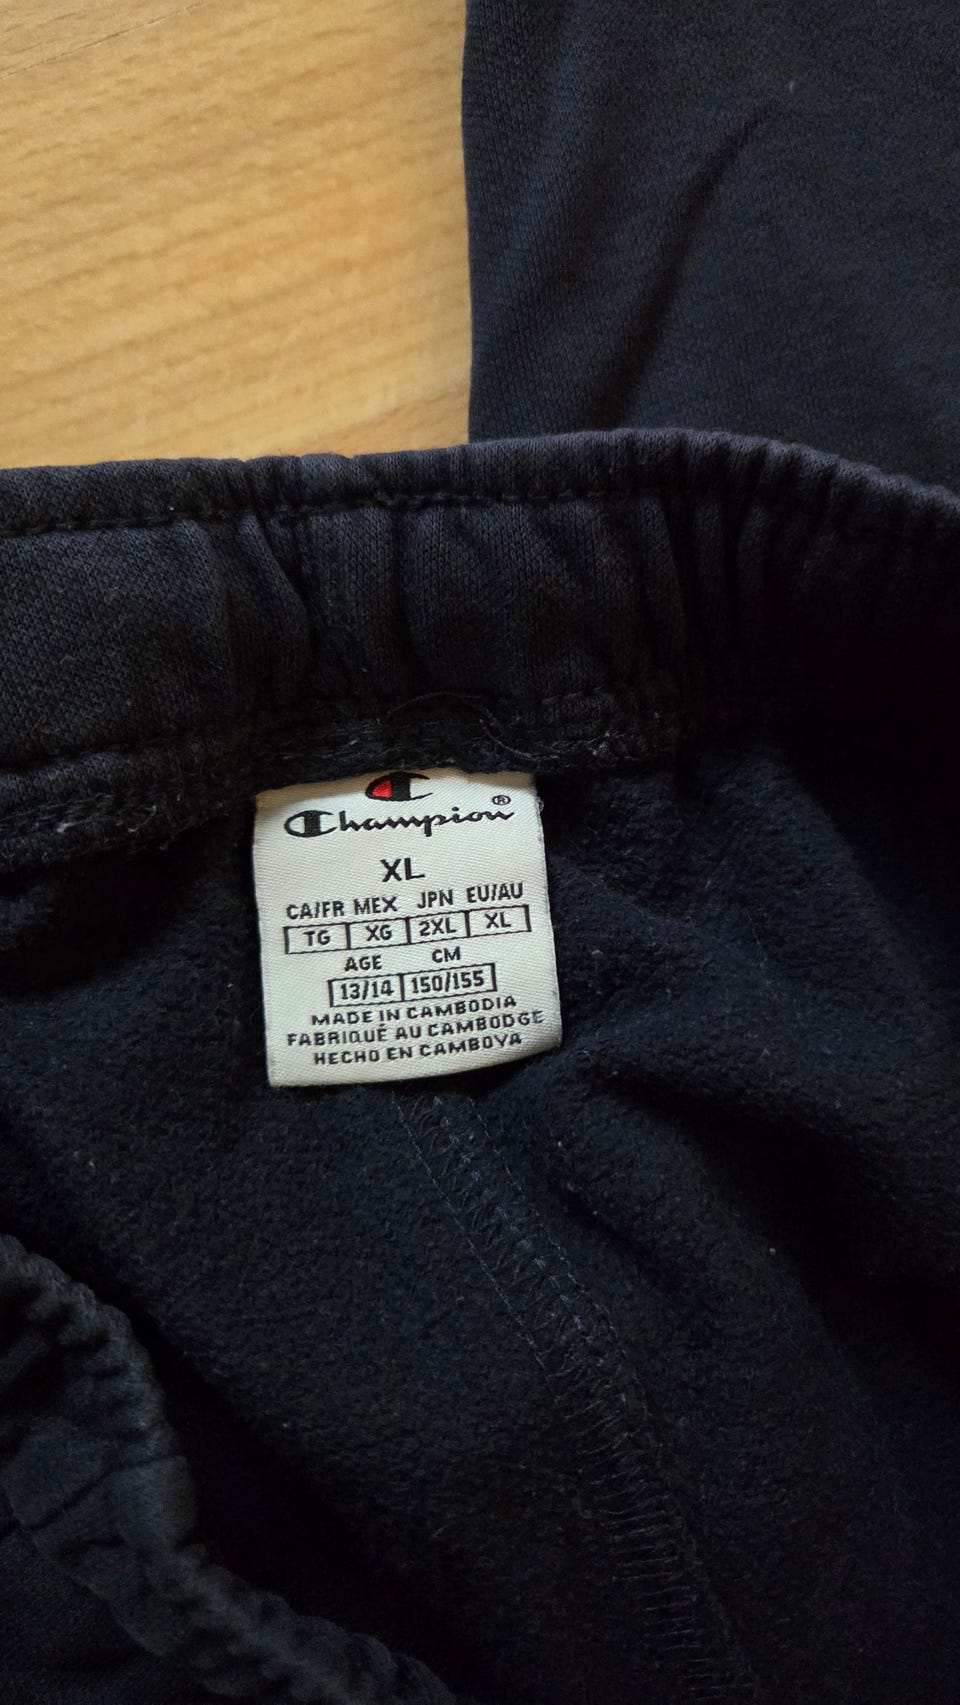 Champion®
XL
CA/FR MEX JPN EU/AU
TG XG 2XL XL
AGE CM
13/14 150/155
MADE IN CAMBODIA
FABRIQUÉ AU CAMBODGE
HECHO EN CAMBOYA